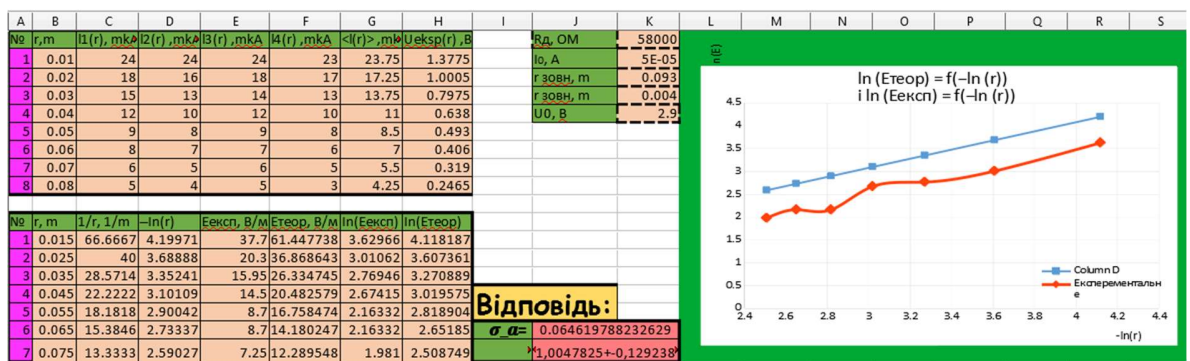 A B C D E F G H I J K L M N O P Q R S
№ r,m I1(r), mkA I2(r) ,mkA I3(r) ,mkA I4(r) ,mkA <I(r)> ,mk Ueksp(r) ,B Rд, ОМ 58000
1 0.01 24 24 24 23 23.75 1.3775 I₀, А 5E-05
2 0.02 18 16 18 17 17.25 1.0005 r зовн, m 0.093
3 0.03 15 13 14 13 13.75 0.7975 r зовн, m 0.004
4 0.04 12 10 12 10 11 0.638 U0, В 2.9
5 0.05 9 8 9 8 8.5 0.493
6 0.06 8 7 7 6 7 0.406
7 0.07 6 5 6 5 5.5 0.319
8 0.08 5 4 5 3 4.25 0.2465
№ r, m 1/r, 1/m –ln(r) Еексп, В/м Етеор, В/м ln(Еексп) ln(Етеор)
1 0.015 66.6667 4.19971 37.7 61.447738 3.62966 4.118187
2 0.025 40 3.68888 20.3 36.868643 3.01062 3.607361
3 0.035 28.5714 3.35241 15.95 26.334745 2.76946 3.270889
4 0.045 22.2222 3.10109 14.5 20.482579 2.67415 3.019575
5 0.055 18.1818 2.90042 8.7 16.758474 2.16332 2.818904
6 0.065 15.3846 2.73337 8.7 14.180247 2.16332 2.65185
7 0.075 13.3333 2.59027 7.25 12.289548 1.981 2.508749
Відповідь:
σ_a= 0.064619788232629
1,0047825+-0,129238
n(E)
ln (Eтеор) = f(–ln (r))
i ln (Еексп) = f(–ln (r))
4.5
4
3.5
3
2.5
2
1.5
1
0.5
0
2.4 2.6 2.8 3 3.2 3.4 3.6 3.8 4 4.2 4.4
Column D
Експерементальн
е
-ln(r)